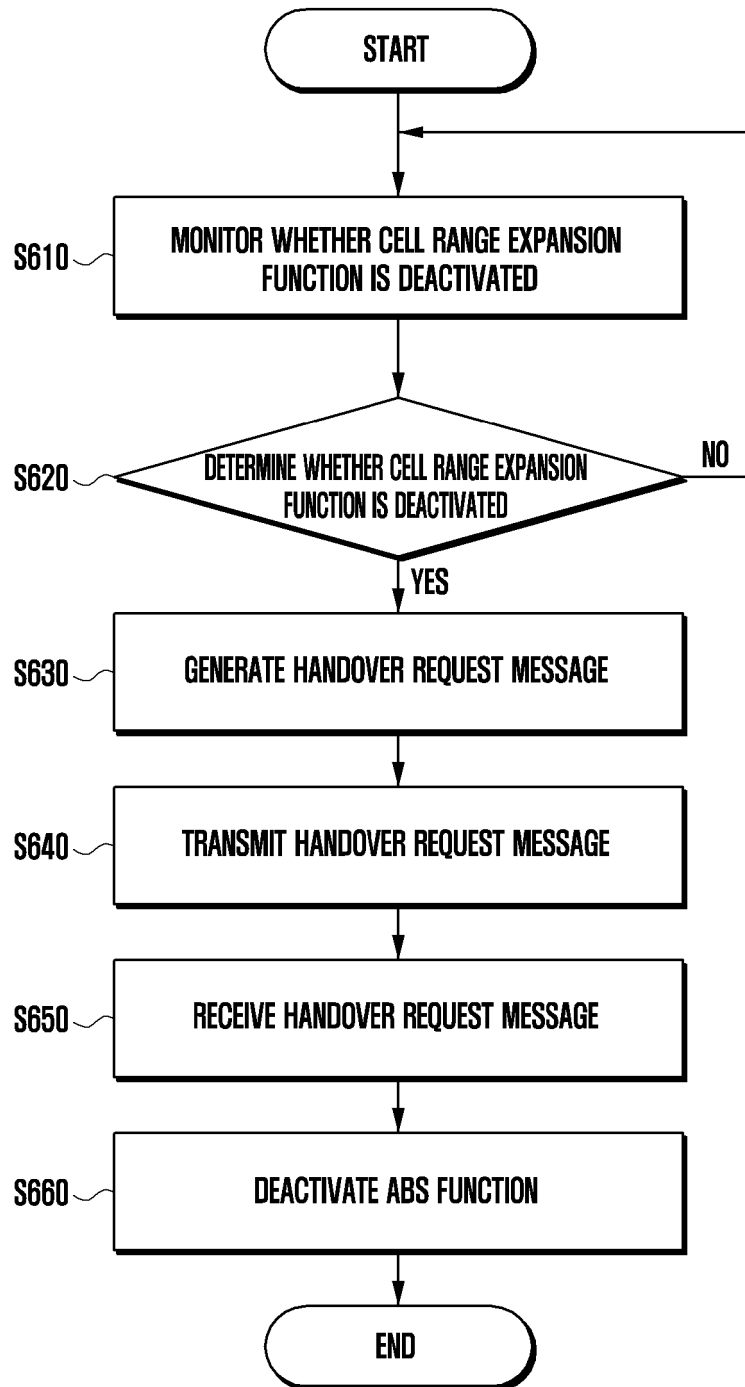 START
S610
MONITOR WHETHER CELL RANGE EXPANSION
FUNCTION IS DEACTIVATED
S620
DETERMINE WHETHER CELL RANGE EXPANSION
FUNCTION IS DEACTIVATED
NO
YES
S630
GENERATE HANDOVER REQUEST MESSAGE
S640
TRANSMIT HANDOVER REQUEST MESSAGE
S650
RECEIVE HANDOVER REQUEST MESSAGE
S660
DEACTIVATE ABS FUNCTION
END